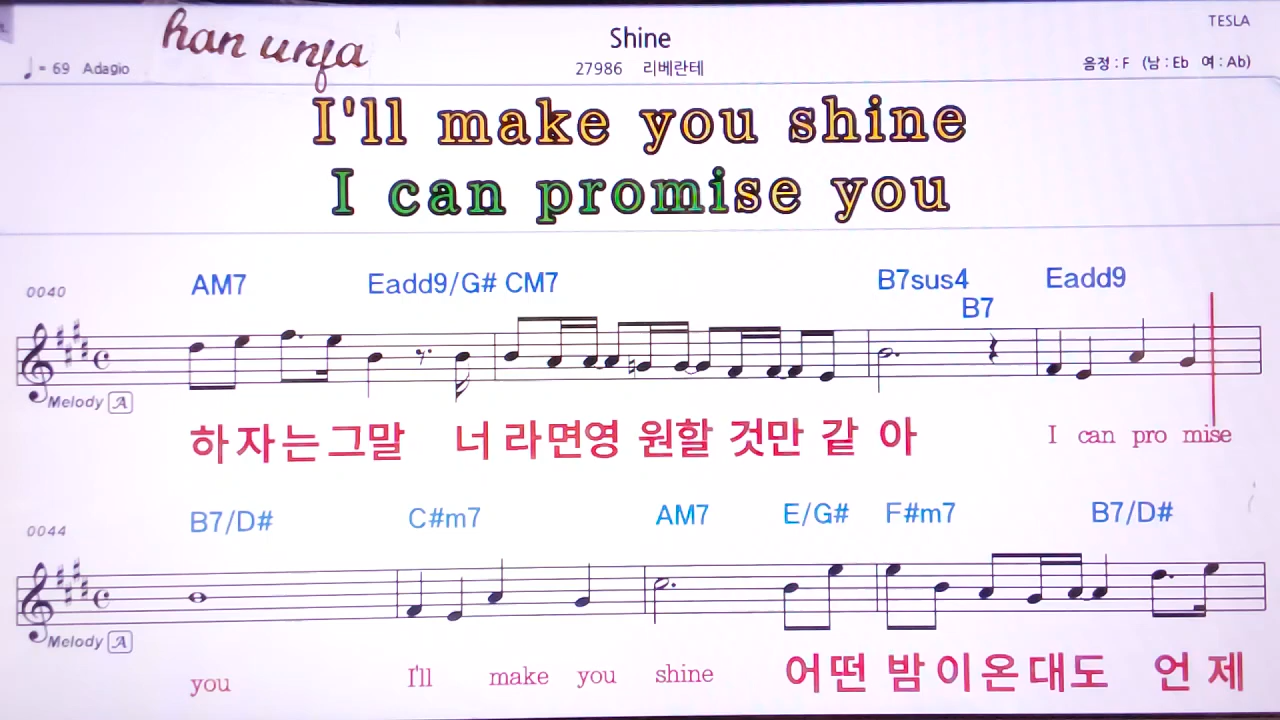 TESLA
han unja
Shine
♩= 69 Adagio
27986 리베란테
음정 : F (남 : Eb 여 : Ab)
I'll make you shine
I can promise you
0040
AM7 Eadd9/G# CM7 B7sus4 B7 Eadd9
Melody A
하 자 는 그 말 너 라 면 영 원 할 것 만 같 아 I can pro mise
0044
B7/D# C#m7 AM7 E/G# F#m7 B7/D#
Melody A
you I'll make you shine 어 떤 밤 이 온 대 도 언 제